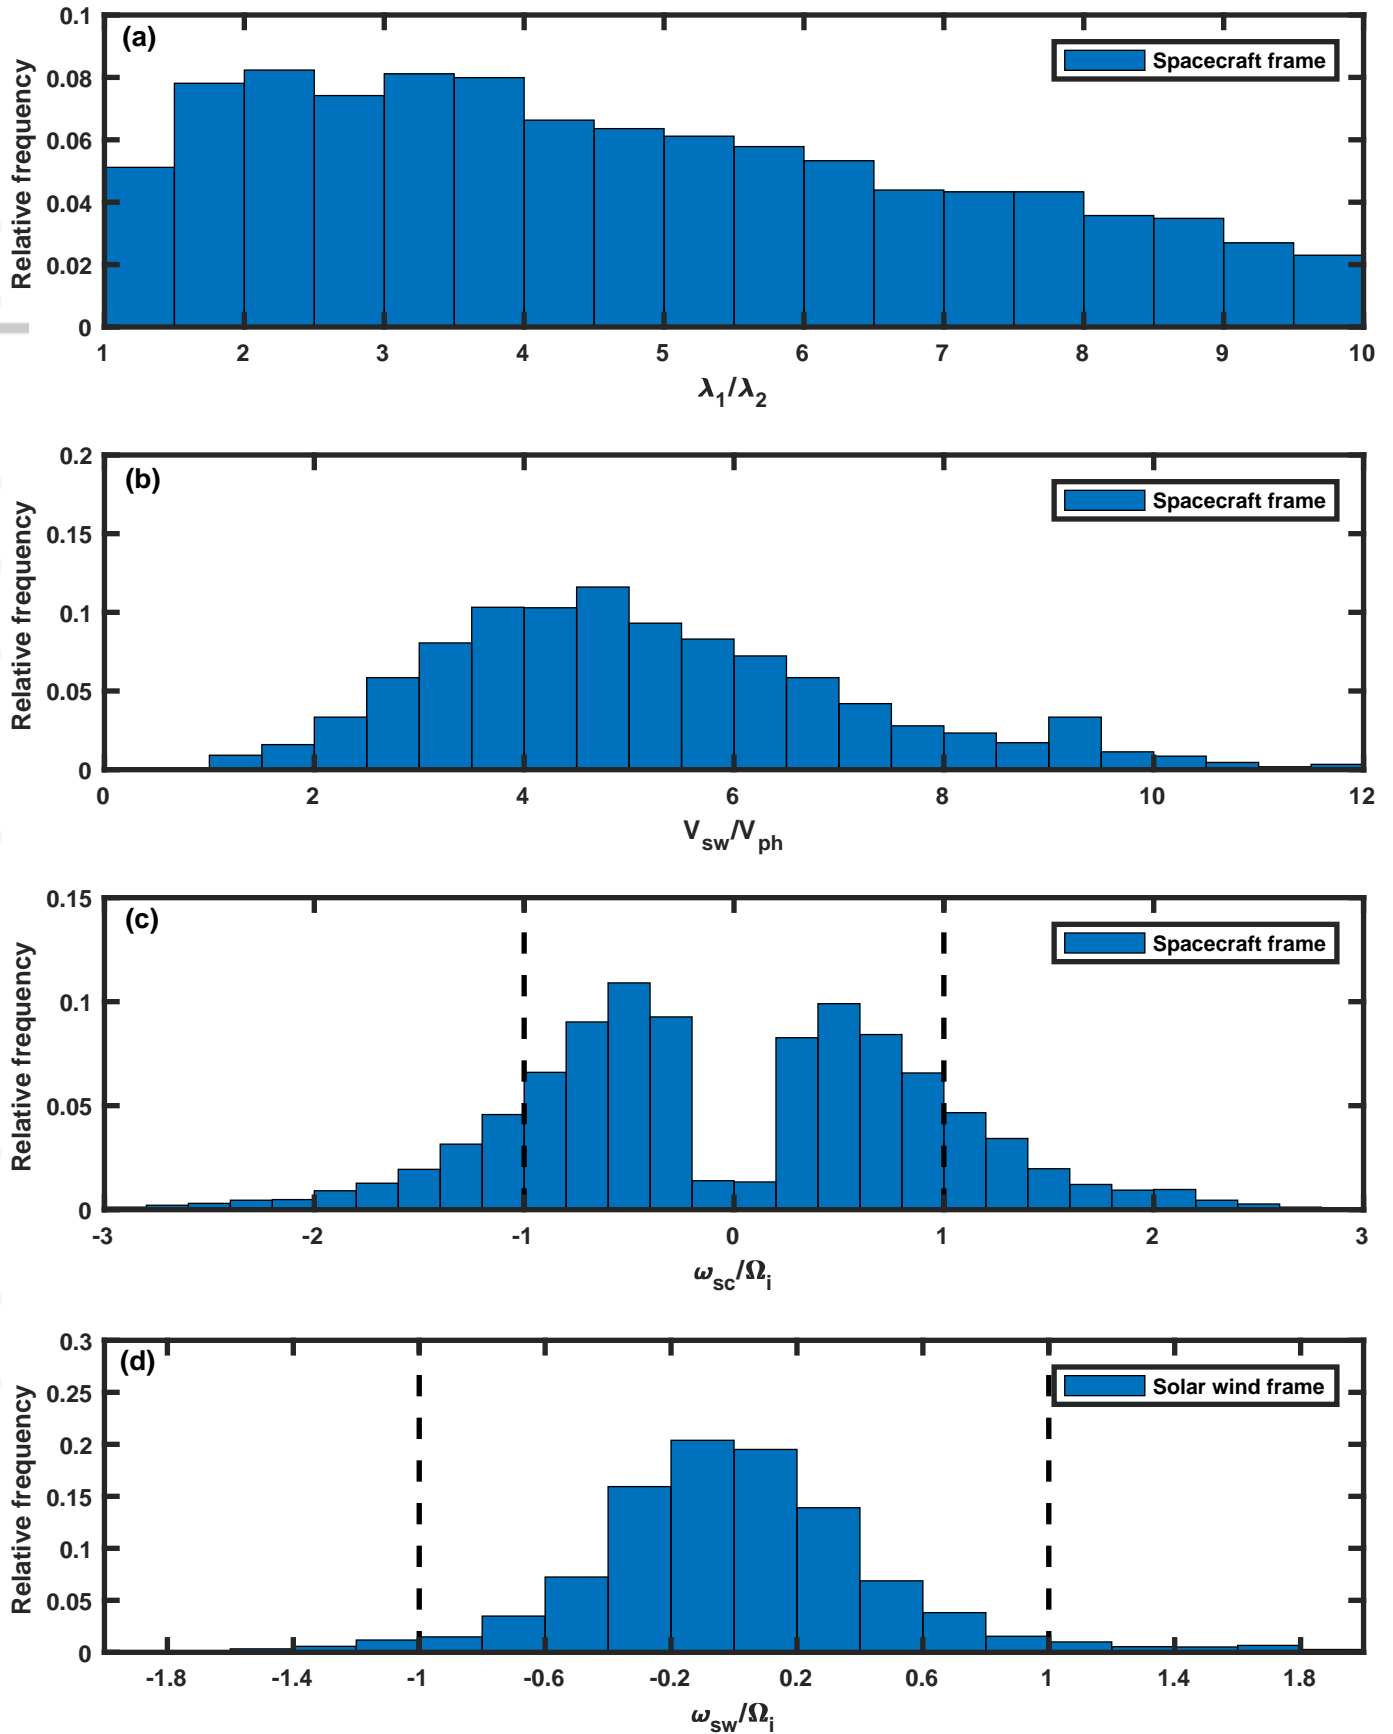 (a)
Spacecraft frame
0.1
0.08
0.06
0.04
0.02
0
Relative frequency
1 2 3 4 5 6 7 8 9 10
λ1/λ2
(b)
Spacecraft frame
0.2
0.15
0.1
0.05
0
Relative frequency
0 2 4 6 8 10 12
Vsw/Vph
(c)
Spacecraft frame
0.15
0.1
0.05
0
Relative frequency
-3 -2 -1 0 1 2 3
ωsc/Ωi
(d)
Solar wind frame
0.3
0.25
0.2
0.15
0.1
0.05
0
Relative frequency
-1.8 -1.4 -1 -0.6 -0.2 0.2 0.6 1 1.4 1.8
ωsw/Ωi